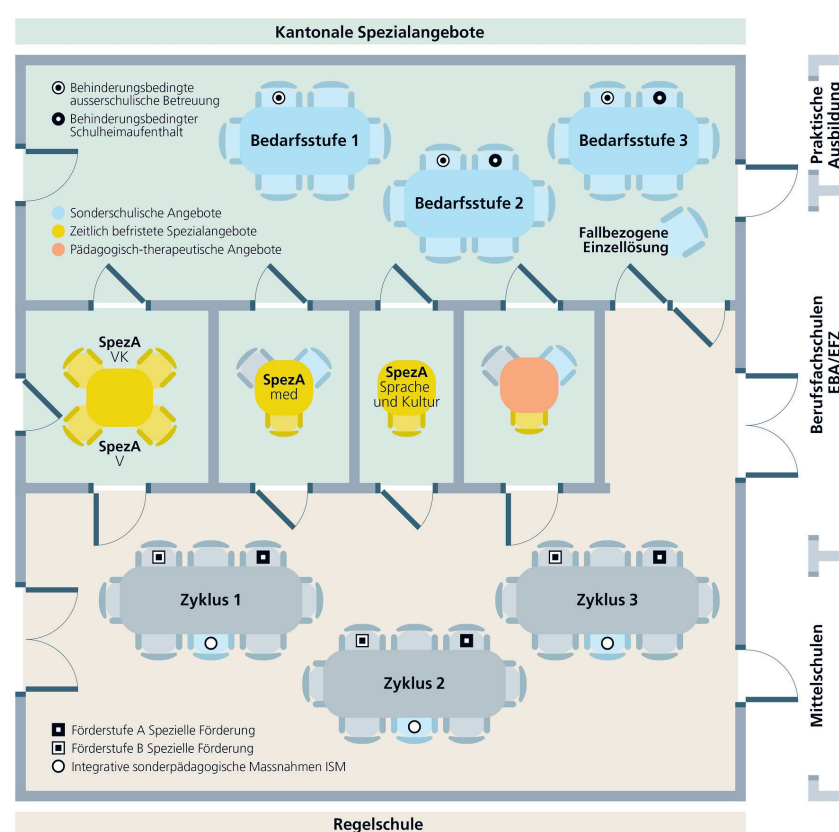 Kantonale Spezialangebote
Behinderungsbedingte
ausserschulische Betreuung
Behinderungsbedingter
Schulheimaufenthalt
Bedarfsstufe 1
Bedarfsstufe 2
Bedarfsstufe 3
Praktische
Ausbildung
Sonderschulische Angebote
Zeitlich befristete Spezialangebote
Pädagogisch-therapeutische Angebote
Fallbezogene
Einzellösung
SpezA
VK
SpezA
V
SpezA
med
SpezA
Sprache
und Kultur
Berufsfachschulen
EBA/EFZ
Zyklus 1
Zyklus 2
Zyklus 3
Mittelschulen
Förderstufe A Spezielle Förderung
Förderstufe B Spezielle Förderung
Integrative sonderpädagogische Massnahmen ISM
Regelschule